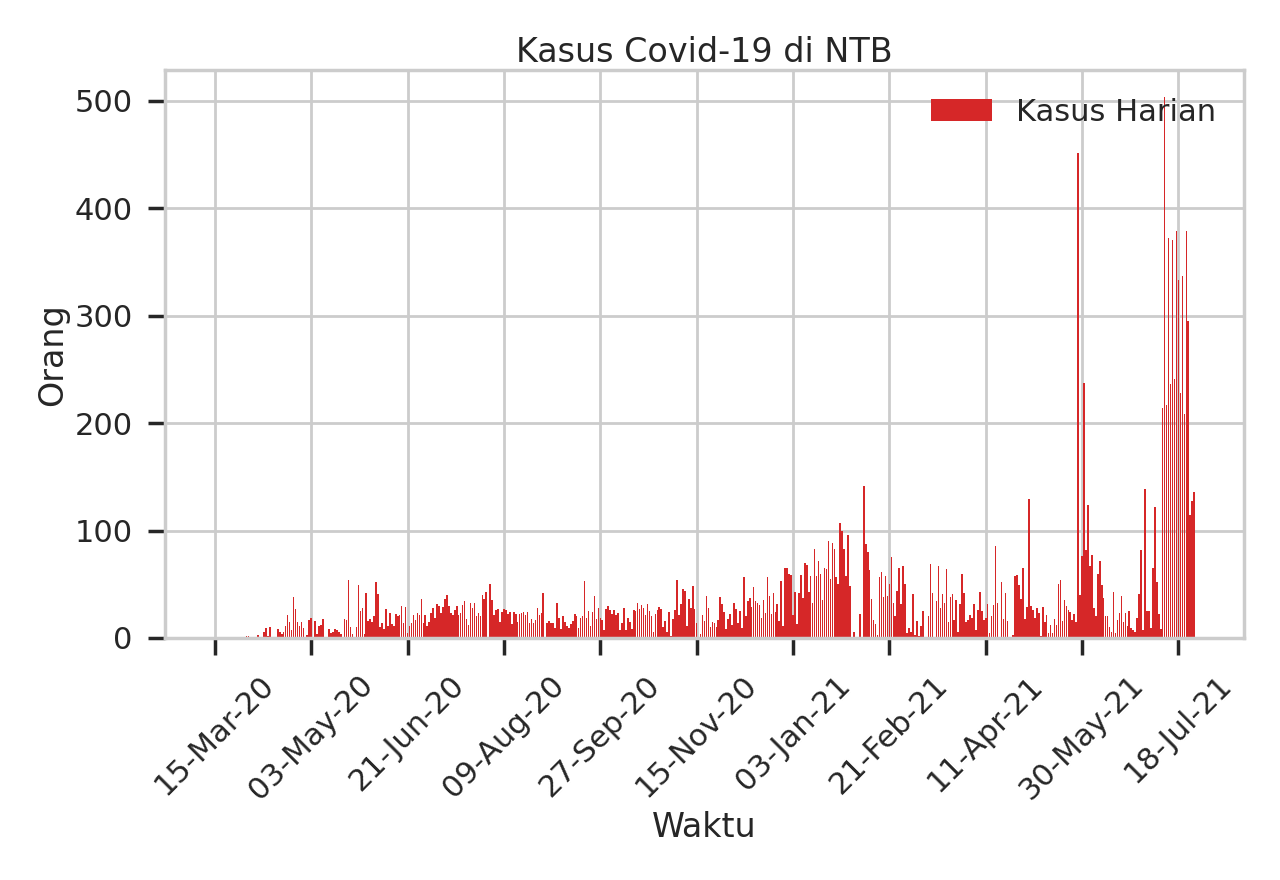 Kasus Covid-19 di NTB
Kasus Harian
500
400
300
200
100
0
Orang
15-Mar-20
03-May-20
21-Jun-20
09-Aug-20
27-Sep-20
15-Nov-20
03-Jan-21
21-Feb-21
11-Apr-21
30-May-21
18-Jul-21
Waktu